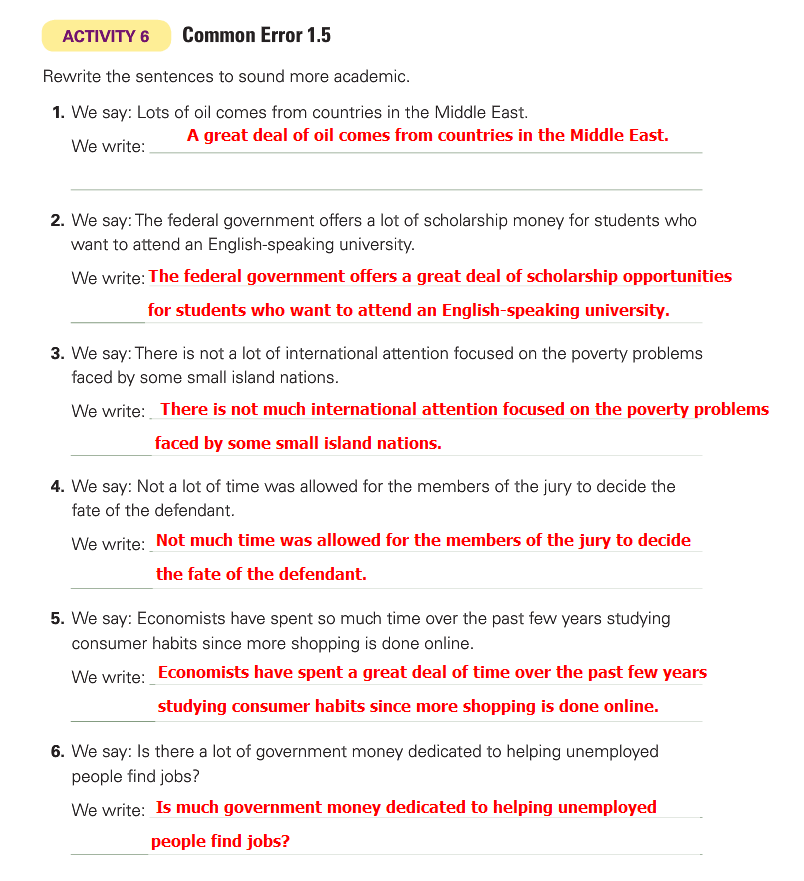 ACTIVITY 6 Common Error 1.5
Rewrite the sentences to sound more academic.
1. We say: Lots of oil comes from countries in the Middle East.
We write: A great deal of oil comes from countries in the Middle East.
2. We say: The federal government offers a lot of scholarship money for students who
want to attend an English-speaking university.
We write: The federal government offers a great deal of scholarship opportunities
for students who want to attend an English-speaking university.
3. We say: There is not a lot of international attention focused on the poverty problems
faced by some small island nations.
We write: There is not much international attention focused on the poverty problems
faced by some small island nations.
4. We say: Not a lot of time was allowed for the members of the jury to decide the
fate of the defendant.
We write: Not much time was allowed for the members of the jury to decide
the fate of the defendant.
5. We say: Economists have spent so much time over the past few years studying
consumer habits since more shopping is done online.
We write: Economists have spent a great deal of time over the past few years
studying consumer habits since more shopping is done online.
6. We say: Is there a lot of government money dedicated to helping unemployed
people find jobs?
We write: Is much government money dedicated to helping unemployed
people find jobs?